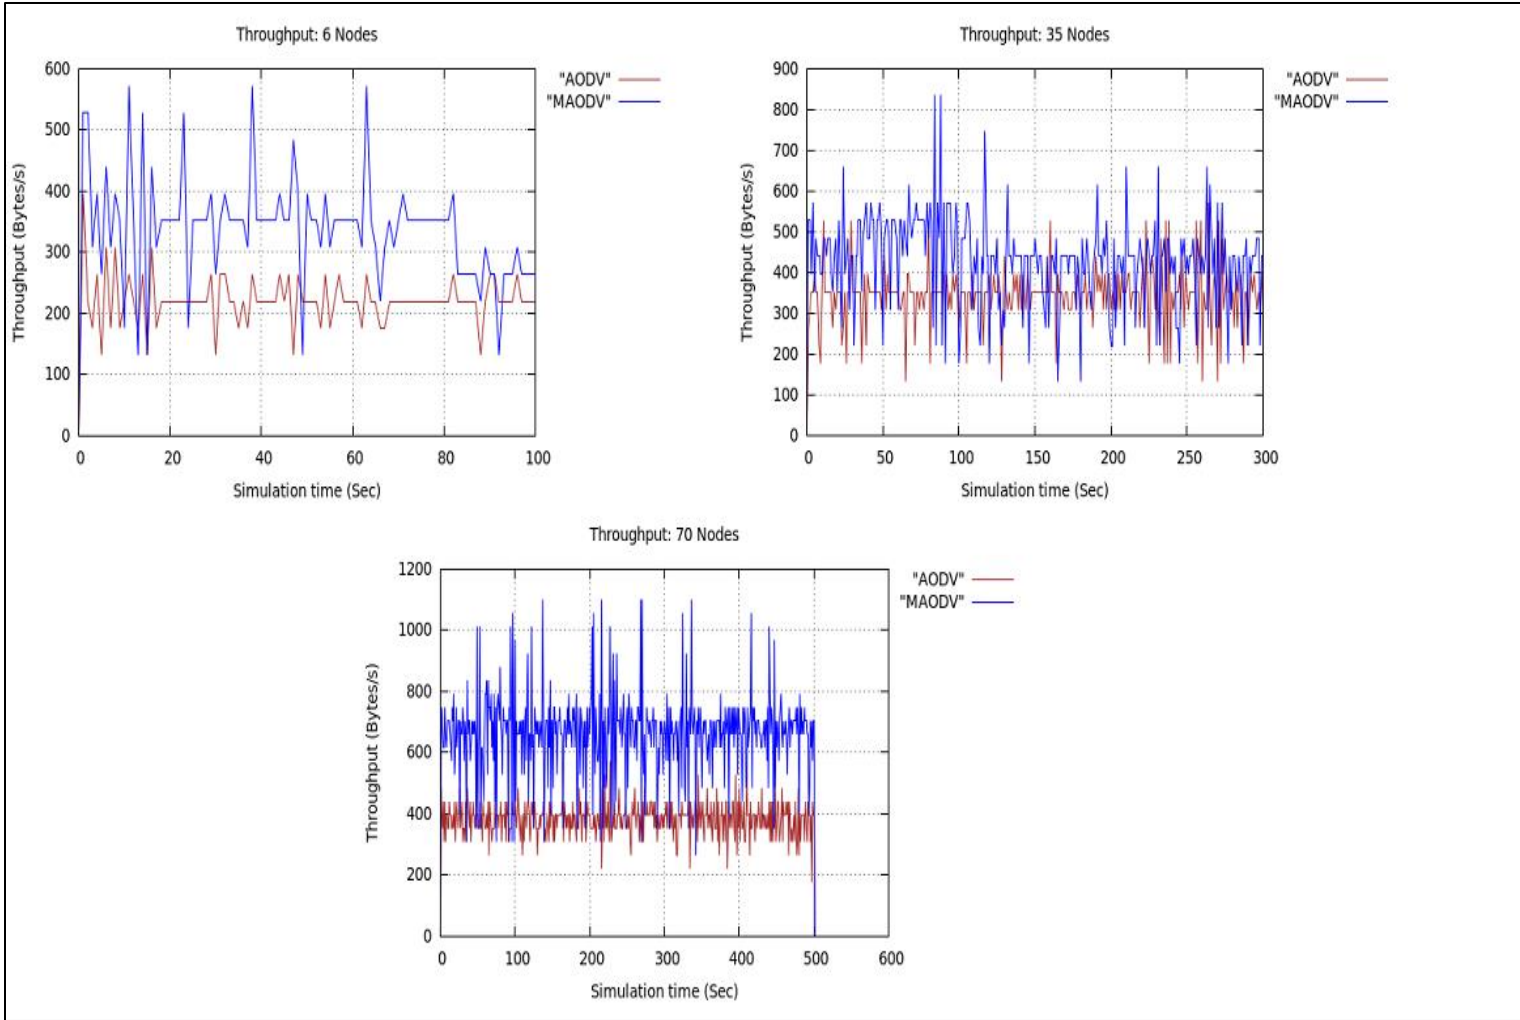 Throughput: 6 Nodes
"AODV"
"MAODV"
600
500
400
300
200
100
0
Throughput (Bytes/s)
0 20 40 60 80 100
Simulation time (Sec)
Throughput: 35 Nodes
"AODV"
"MAODV"
900
800
700
600
500
400
300
200
100
0
Throughput (Bytes/s)
0 50 100 150 200 250 300
Simulation time (Sec)
Throughput: 70 Nodes
"AODV"
"MAODV"
1200
1000
800
600
400
200
0
Throughput (Bytes/s)
0 100 200 300 400 500 600
Simulation time (Sec)